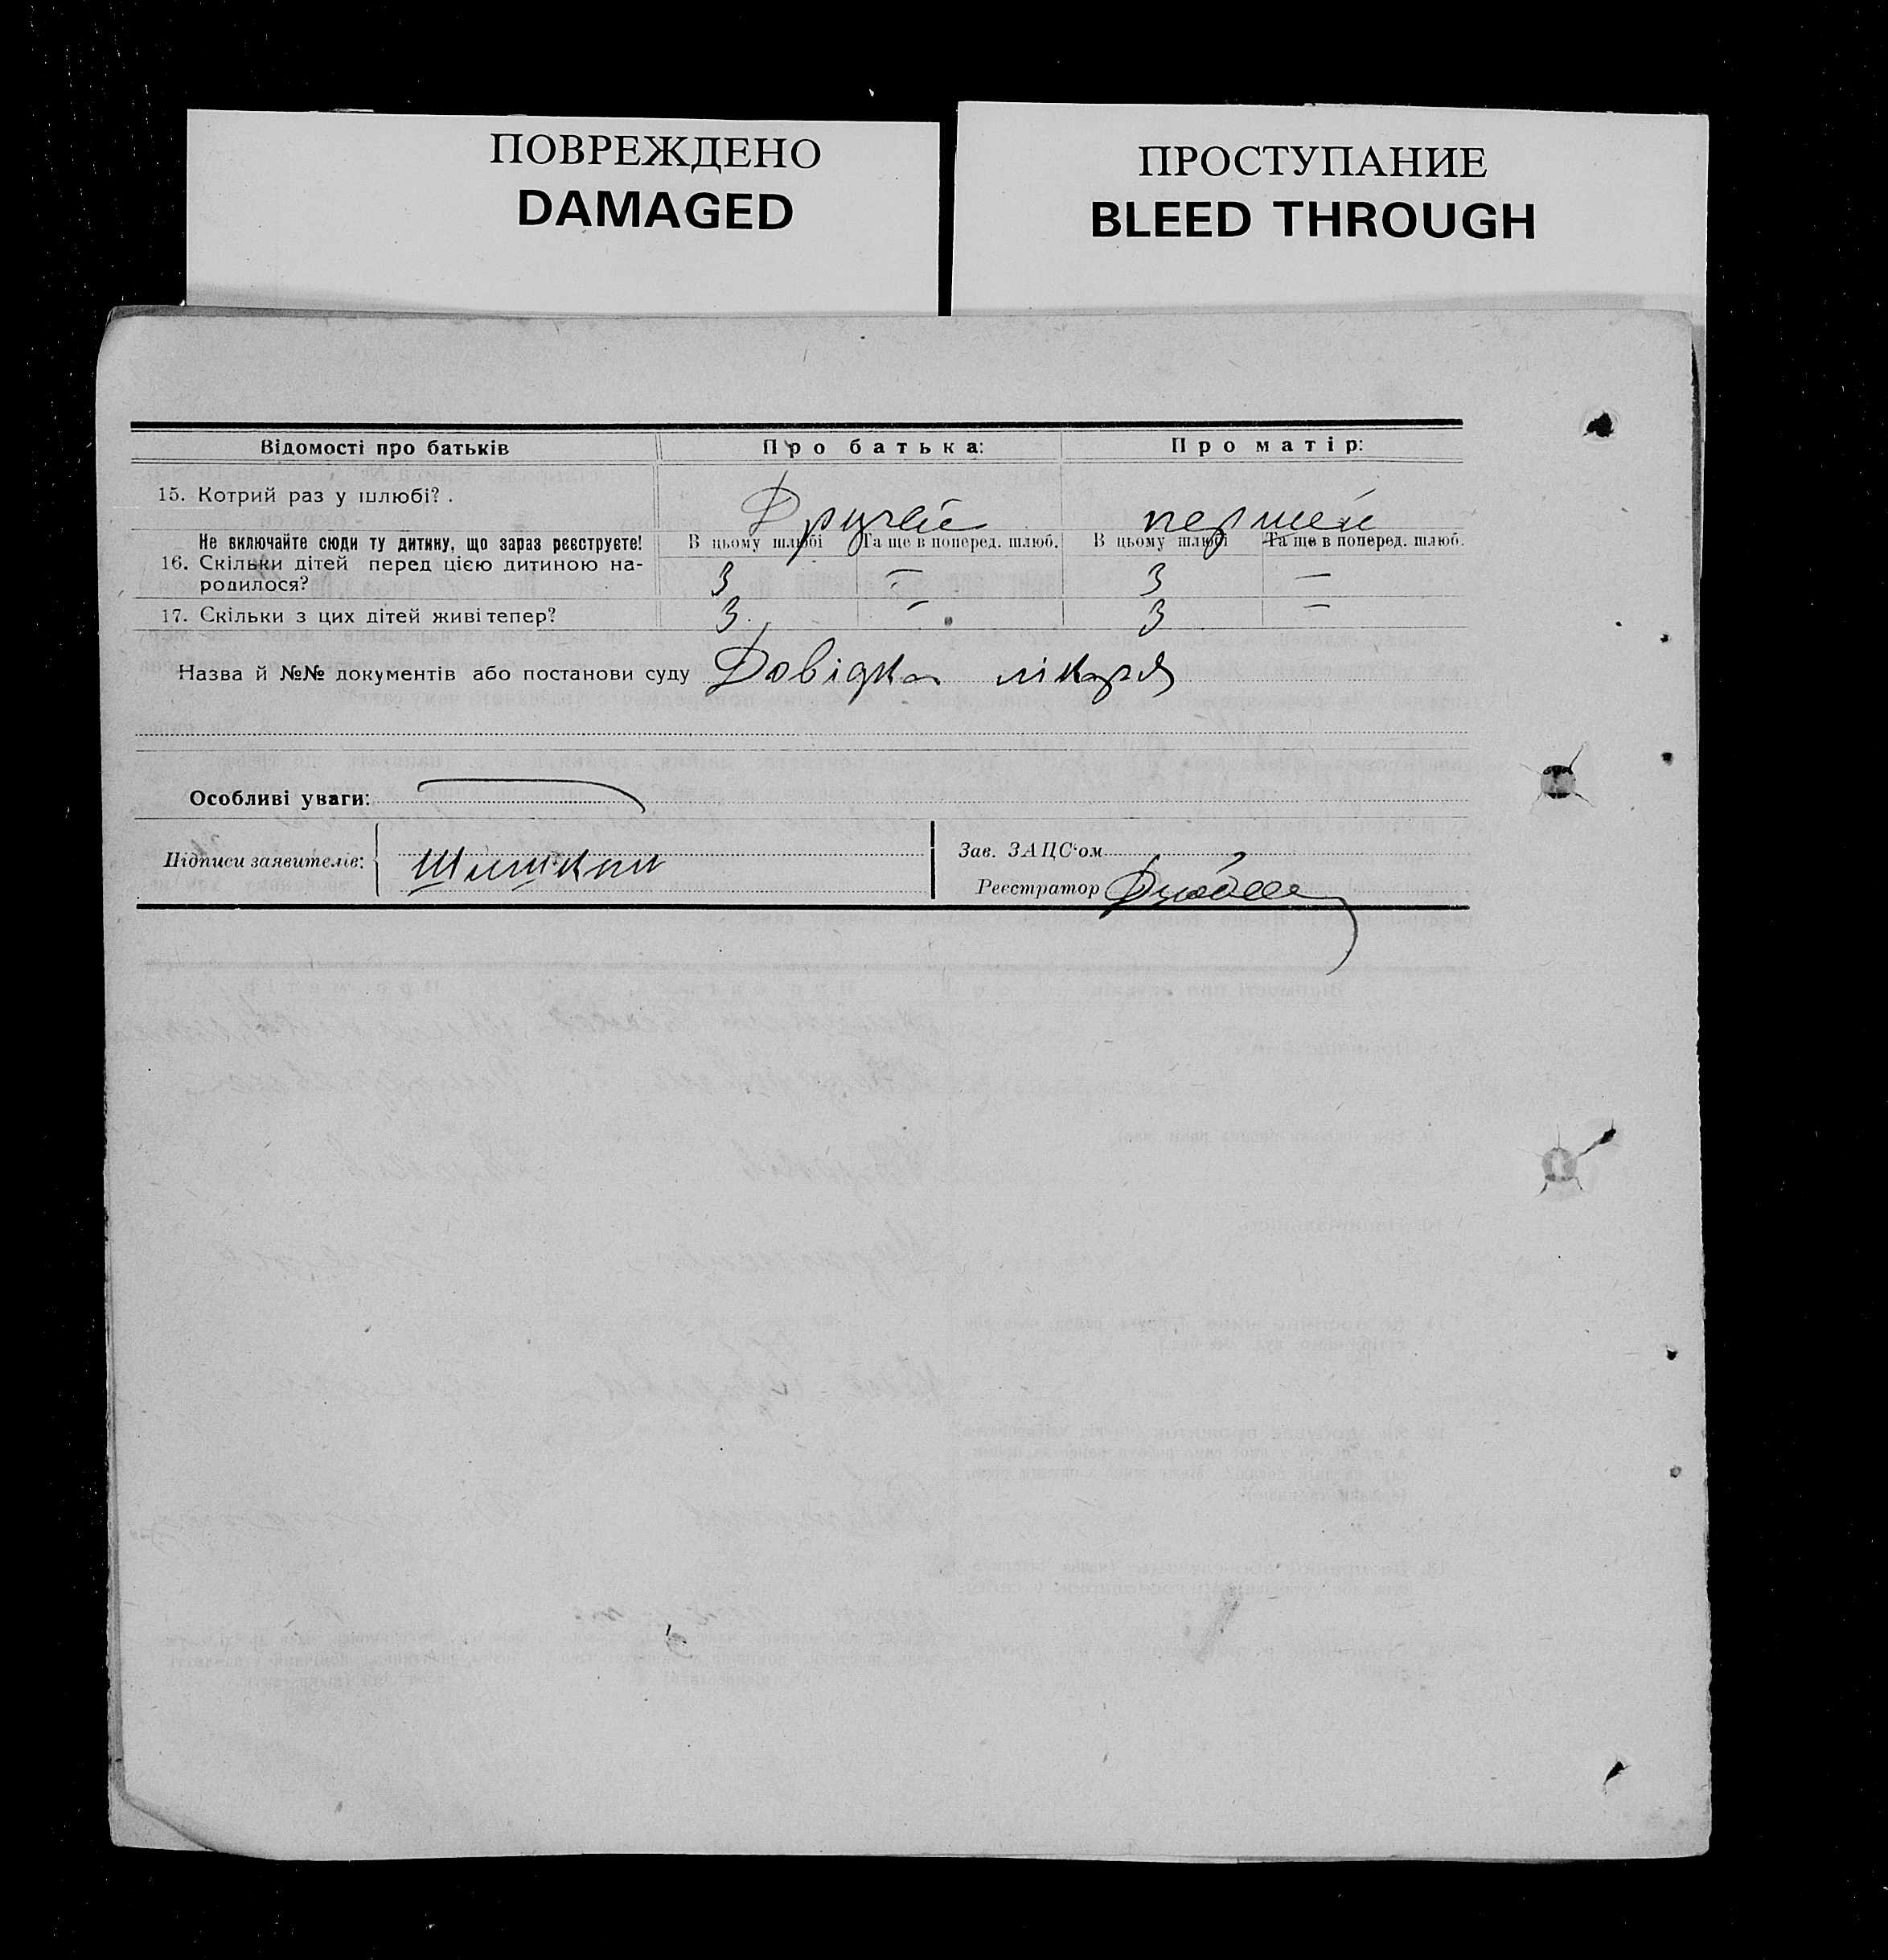 ПОВРЕЖДЕНО
DAMAGED
ПРОСТУПАНИЕ
BLEED THROUGH
Відомості про батьків Про батька: Про матір:
15. Котрий раз у шлюбі? . Другий перший
Не включайте сюди ту дитину, що зараз реєструєте! В цьому шлюбі Та ще в поперед. шлюб. В цьому шлюбі Та ще в поперед. шлюб.
16. Скільки дітей перед цією дитиною на-
родилося? 3 — 3 —
17. Скільки з цих дітей живі тепер? 3 — 3 —
Назва й №№ документів або постанови суду Довідка лікаря
Особливі уваги:
Підписи заявителів:
Зав. ЗАЦС'ом
Реєстратор